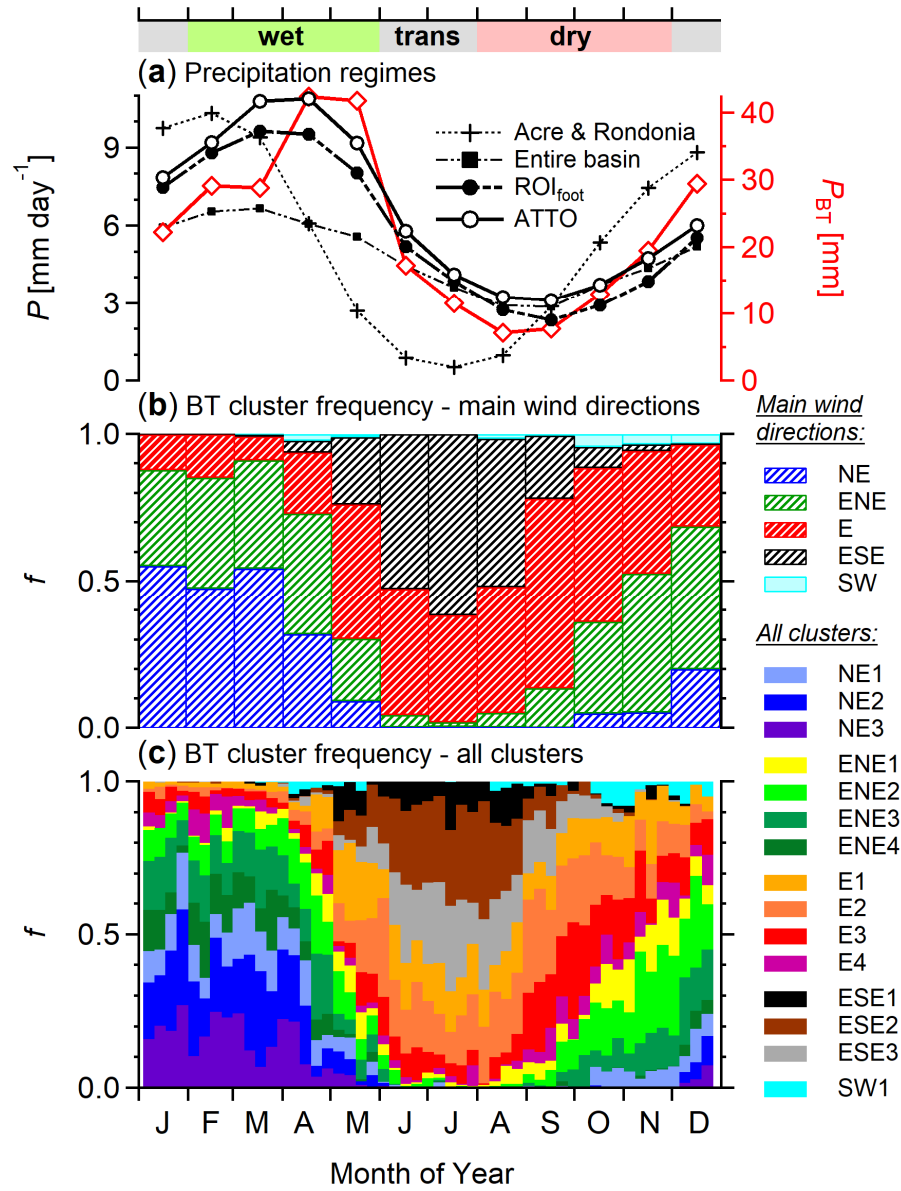 wet trans dry
(a) Precipitation regimes
9
6
3
0
P [mm day⁻¹]
Acre & Rondonia
Entire basin
ROIfoot
ATTO
40
30
20
10
0
PBT [mm]
(b) BT cluster frequency - main wind directions
1.0
0.5
0.0
f
Main wind
directions:
NE
ENE
E
ESE
SW
All clusters:
NE1
NE2
NE3
ENE1
ENE2
ENE3
ENE4
E1
E2
E3
E4
ESE1
ESE2
ESE3
SW1
(c) BT cluster frequency - all clusters
1.0
0.5
0.0
f
J F M A M J J A S O N D
Month of Year